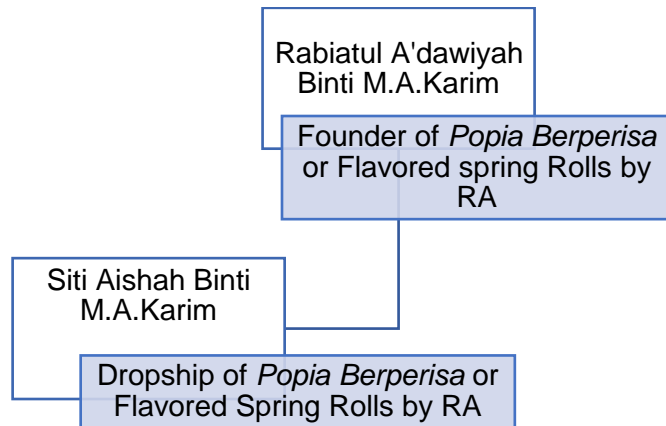 Rabiatul A'dawiyah
Binti M.A.Karim
Founder of Popia Berperisa
or Flavored spring Rolls by
RA
Siti Aishah Binti
M.A.Karim
Dropship of Popia Berperisa or
Flavored Spring Rolls by RA